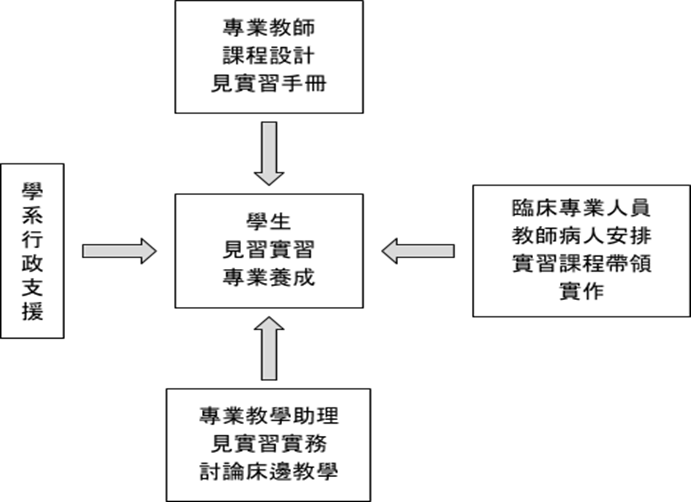 專業教師
課程設計
見實習手冊
學系行政支援
學生
見習實習
專業養成
臨床專業人員
教師病人安排
實習課程帶領
實作
專業教學助理
見實習實務
討論床邊教學